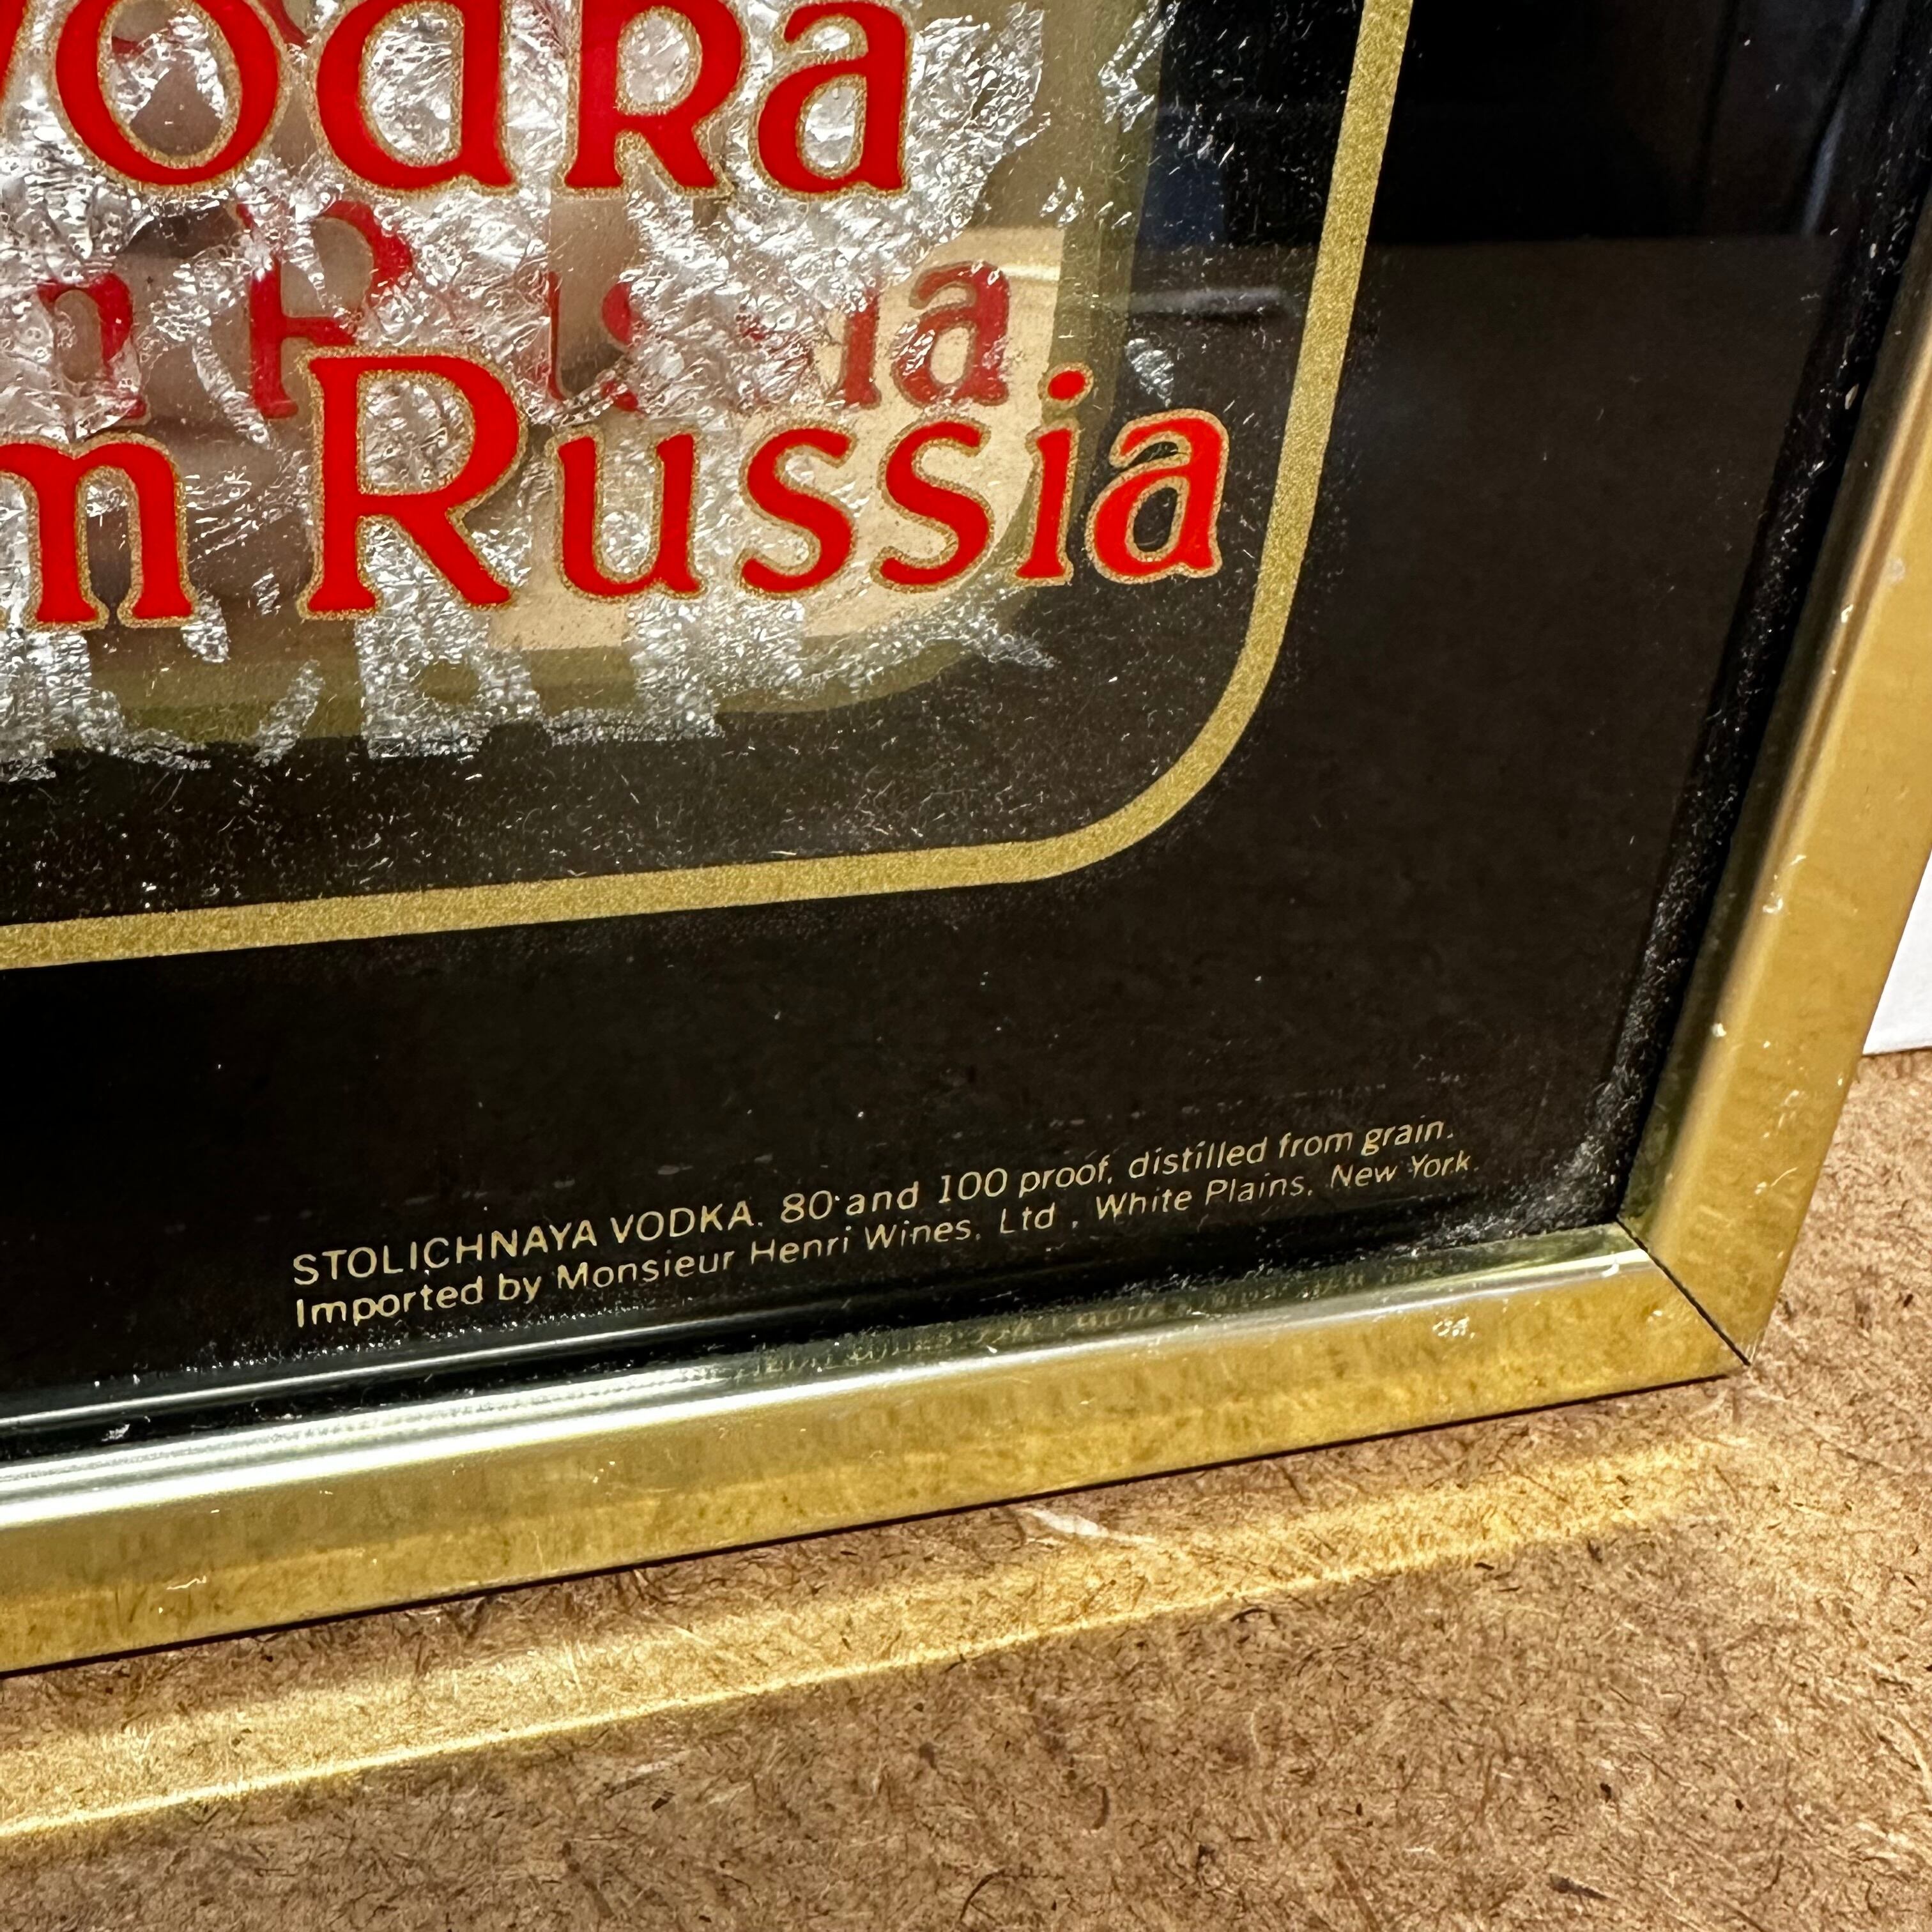 Vodka
m Russia
STOLICHNAYA VODKA. 80 and 100 proof, distilled from grain.
Imported by Monsieur Henri Wines, Ltd., White Plains, New York.